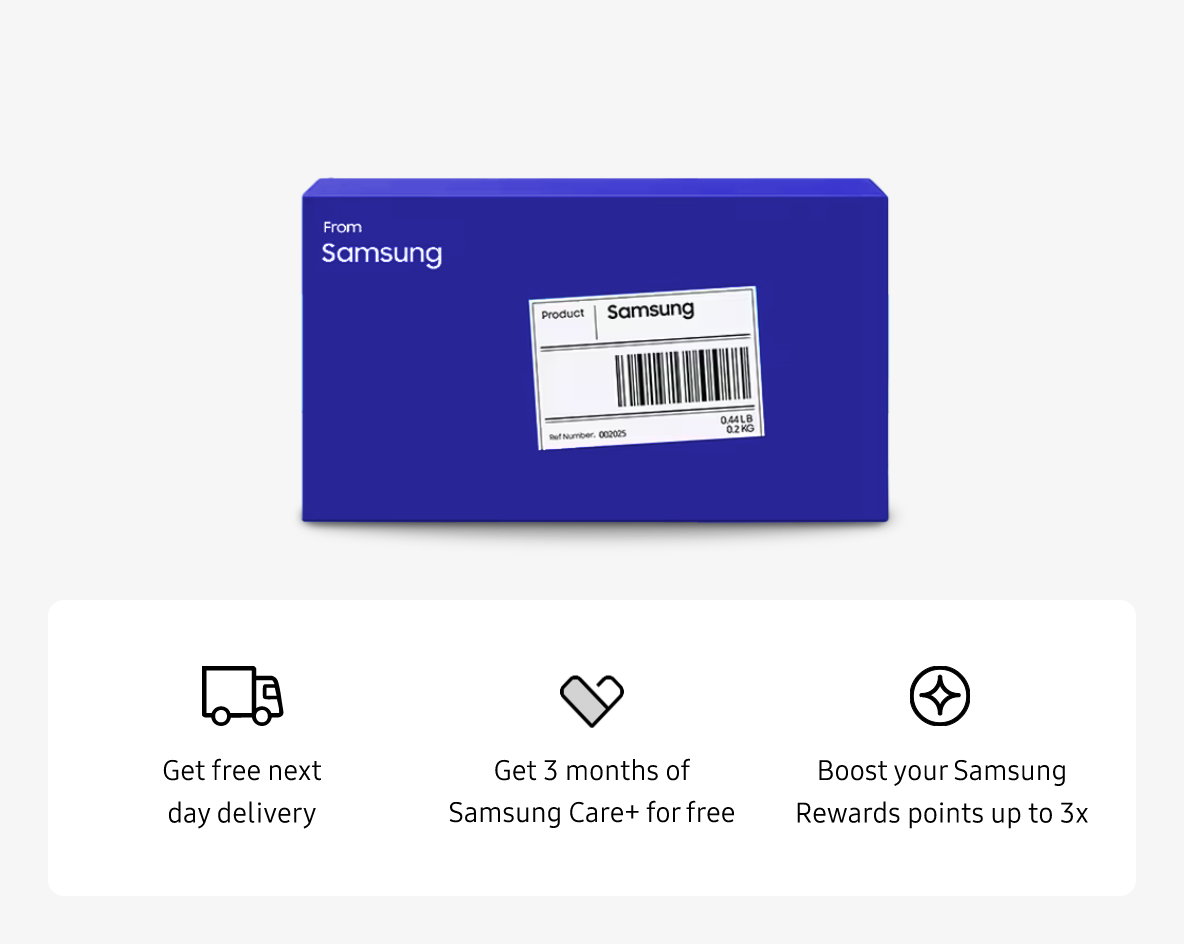 From
Samsung
Product
Samsung
0.44 LB
0.2 KG
Ref Number. 002025
Get free next
day delivery
Get 3 months of
Samsung Care+ for free
Boost your Samsung
Rewards points up to 3x